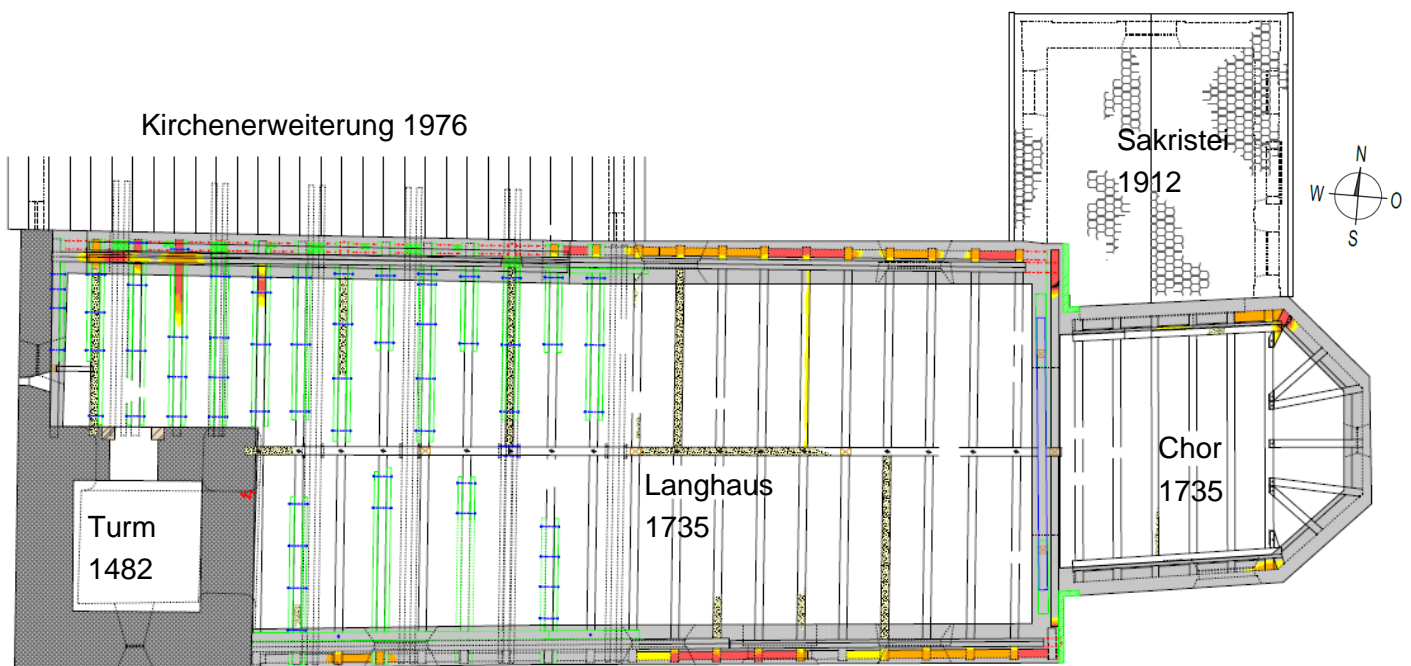 Kirchenerweiterung 1976
Sakristei
1912
N
W O
S
Chor
1735
Langhaus
1735
Turm
1482